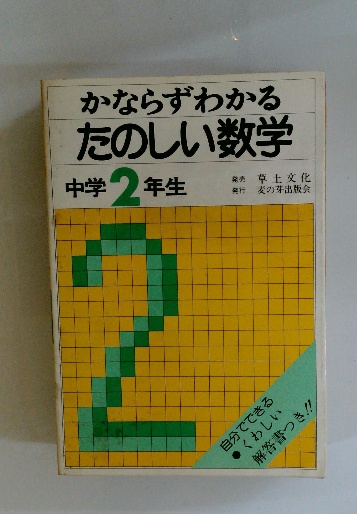 かならずわかる
たのしい数学
中学2年生
発売 草土文化
発行 麦の芽出版会
自分でできる
●くわしい
解答書つき!!